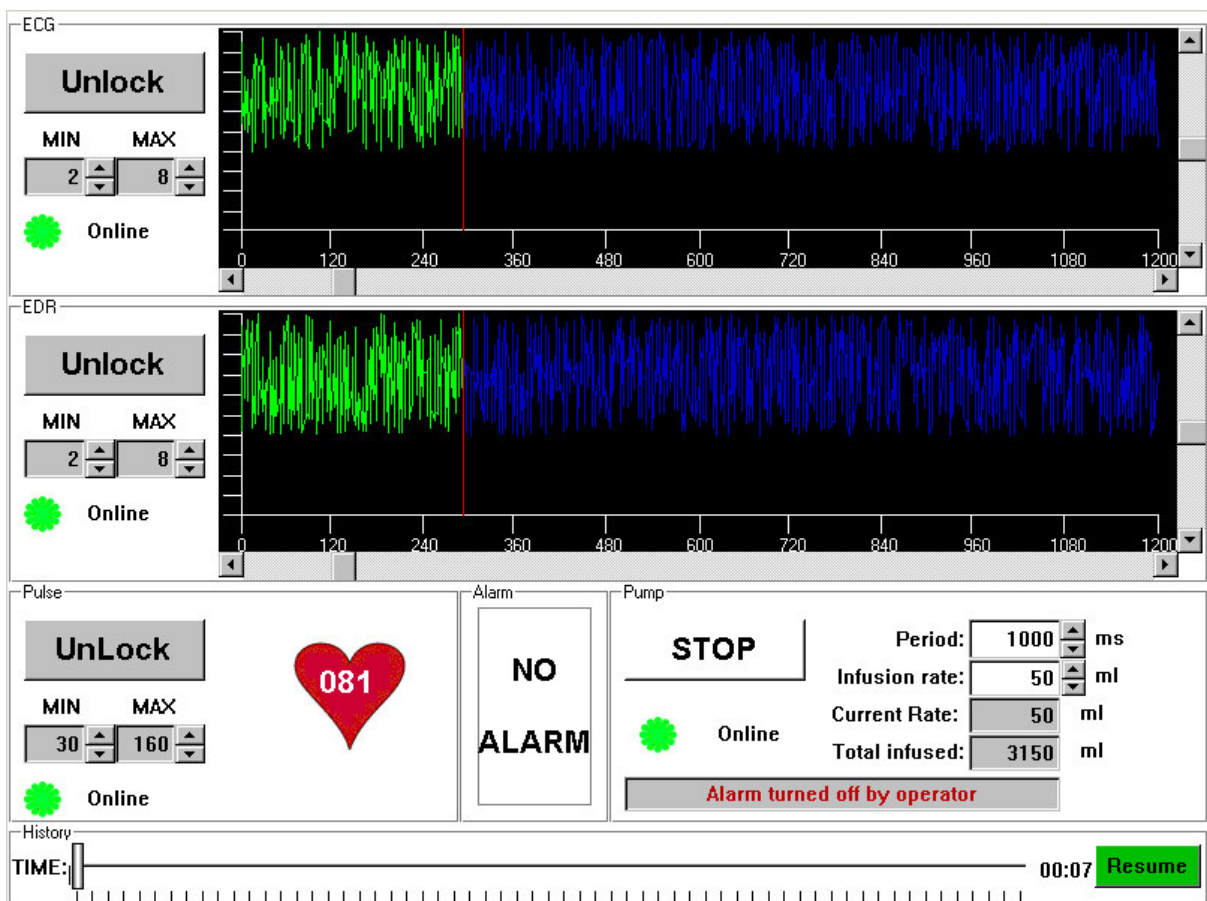 ECG
Unlock
MIN MAX
2 8
Online
0 120 240 360 480 600 720 840 960 1080 1200
EDR
Unlock
MIN MAX
2 8
Online
0 120 240 360 480 600 720 840 960 1080 1200
Pulse
UnLock
MIN MAX
30 160
Online
081
Alarm
NO
ALARM
Pump
STOP
Online
Period: 1000 ms
Infusion rate: 50 ml
Current Rate: 50 ml
Total infused: 3150 ml
Alarm turned off by operator
History
TIME: 00:07 Resume